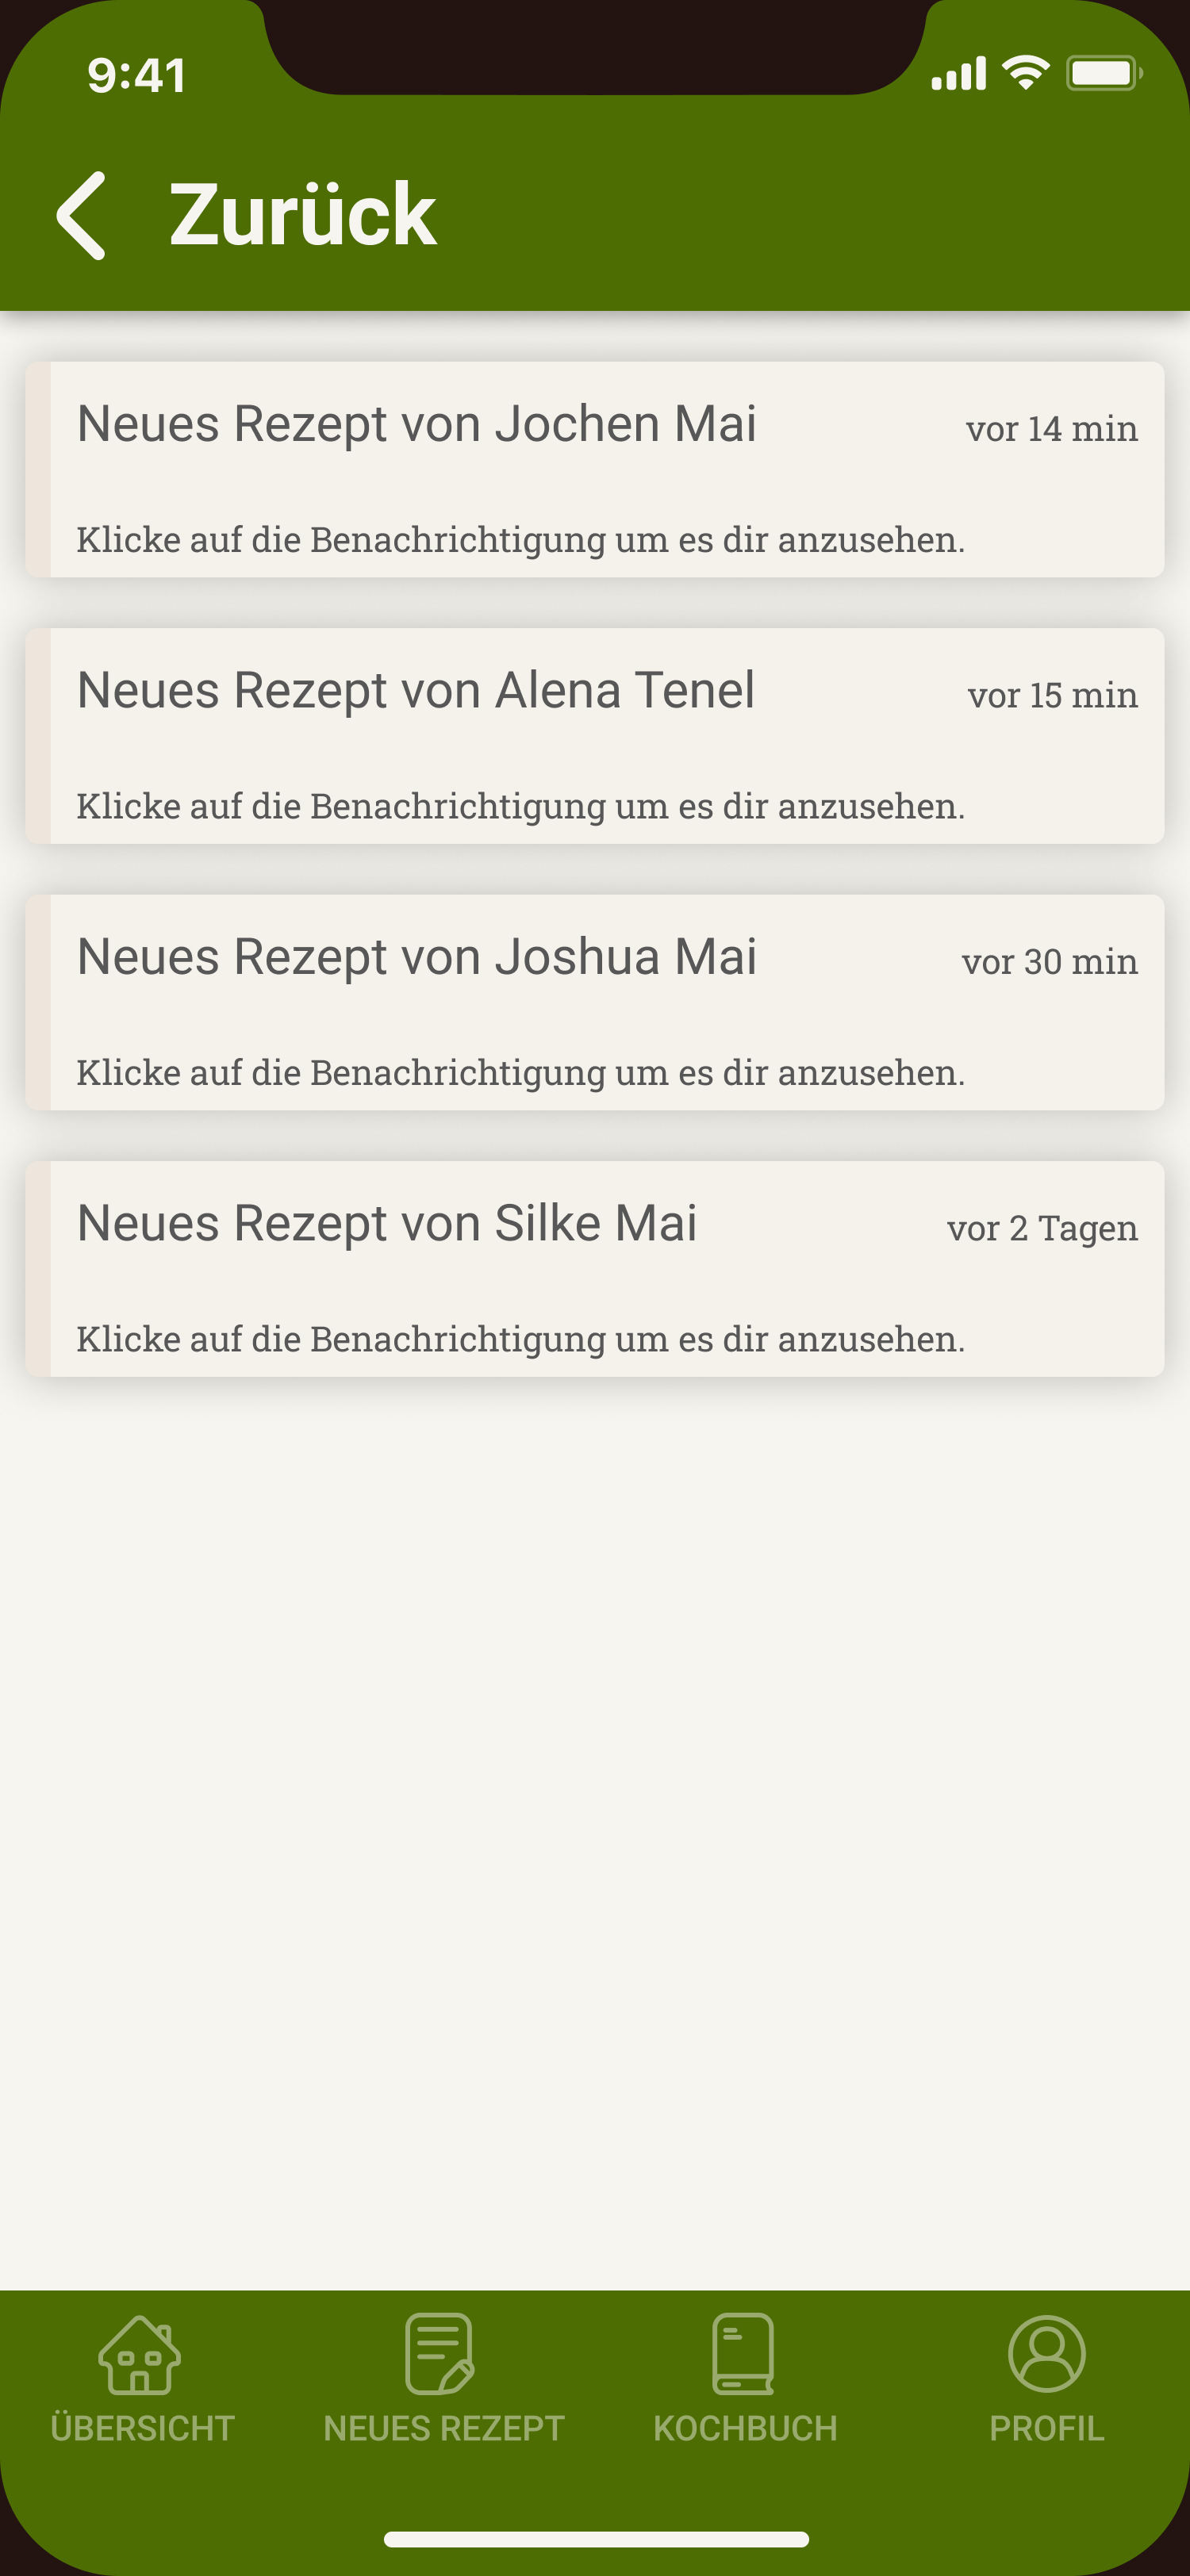 9:41
Zurück
Neues Rezept von Jochen Mai
vor 14 min
Klicke auf die Benachrichtigung um es dir anzusehen.
Neues Rezept von Alena Tenel
vor 15 min
Klicke auf die Benachrichtigung um es dir anzusehen.
Neues Rezept von Joshua Mai
vor 30 min
Klicke auf die Benachrichtigung um es dir anzusehen.
Neues Rezept von Silke Mai
vor 2 Tagen
Klicke auf die Benachrichtigung um es dir anzusehen.
ÜBERSICHT
NEUES REZEPT
KOCHBUCH
PROFIL